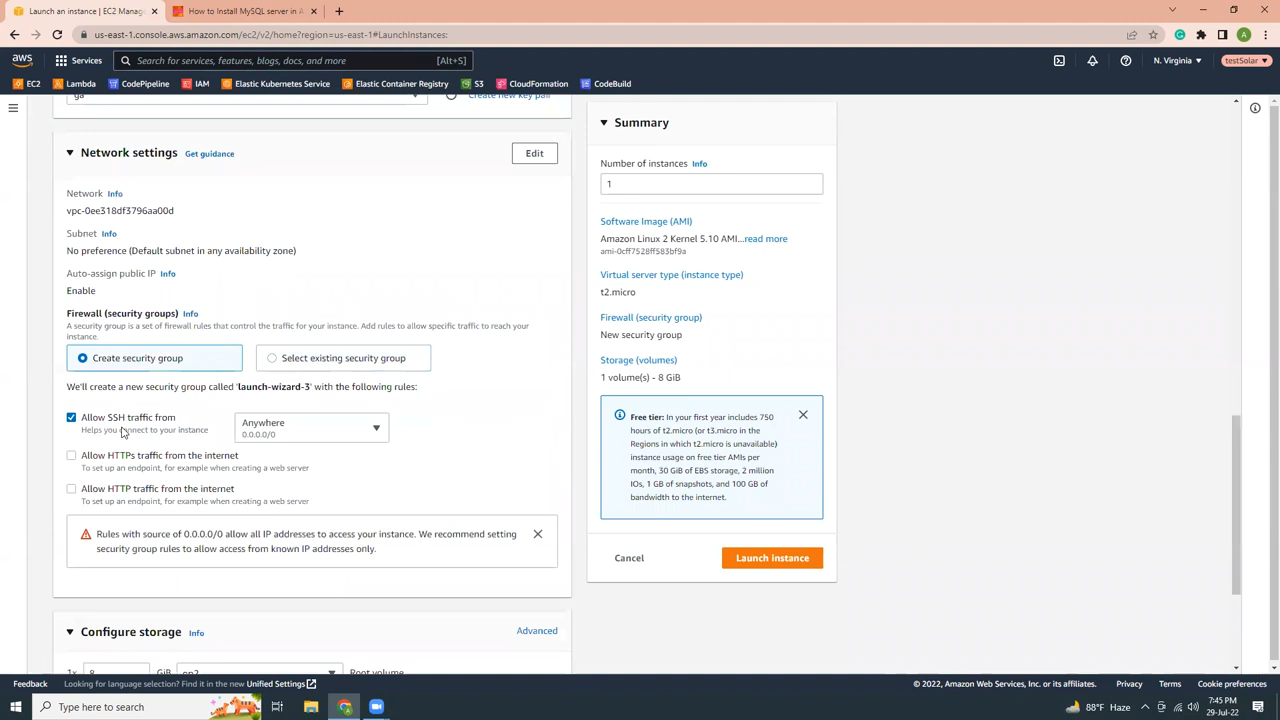 Launch an instance | EC2 Manag
How to Install MySQL server in A
us-east-1.console.aws.amazon.com/ec2/v2/home?region=us-east-1#LaunchInstances:
A
aws
Services
Search for services, features, blogs, docs, and more
[Alt+S]
N. Virginia
testSolar
EC2
Lambda
CodePipeline
IAM
Elastic Kubernetes Service
Elastic Container Registry
S3
CloudFormation
CodeBuild
Create new key pair
Network settings Get guidance
Edit
Network Info
vpc-0ee318df3796aa00d
Subnet Info
No preference (Default subnet in any availability zone)
Auto-assign public IP Info
Enable
Firewall (security groups) Info
A security group is a set of firewall rules that control the traffic for your instance. Add rules to allow specific traffic to reach your
instance.
Create security group
Select existing security group
We'll create a new security group called 'launch-wizard-3' with the following rules:
Allow SSH traffic from
Helps you connect to your instance
Anywhere
0.0.0.0/0
Allow HTTPs traffic from the internet
To set up an endpoint, for example when creating a web server
Allow HTTP traffic from the internet
To set up an endpoint, for example when creating a web server
Rules with source of 0.0.0.0/0 allow all IP addresses to access your instance. We recommend setting
security group rules to allow access from known IP addresses only.
Configure storage Info
Advanced
1x 8 GiB gp2 Root volume
Summary
Number of instances Info
1
Software Image (AMI)
Amazon Linux 2 Kernel 5.10 AMI...read more
ami-0cff7528ff583bf9a
Virtual server type (instance type)
t2.micro
Firewall (security group)
New security group
Storage (volumes)
1 volume(s) - 8 GiB
Free tier: In your first year includes 750
hours of t2.micro (or t3.micro in the
Regions in which t2.micro is unavailable)
instance usage on free tier AMIs per
month, 30 GiB of EBS storage, 2 million
IOs, 1 GB of snapshots, and 100 GB of
bandwidth to the internet.
Cancel
Launch instance
Feedback
Looking for language selection? Find it in the new Unified Settings
© 2022, Amazon Web Services, Inc. or its affiliates.
Privacy
Terms
Cookie preferences
Type here to search
88°F Haze
7:45 PM
29-Jul-22